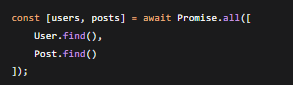 const [users, posts] = await Promise.all([
    User.find(),
    Post.find()
]);